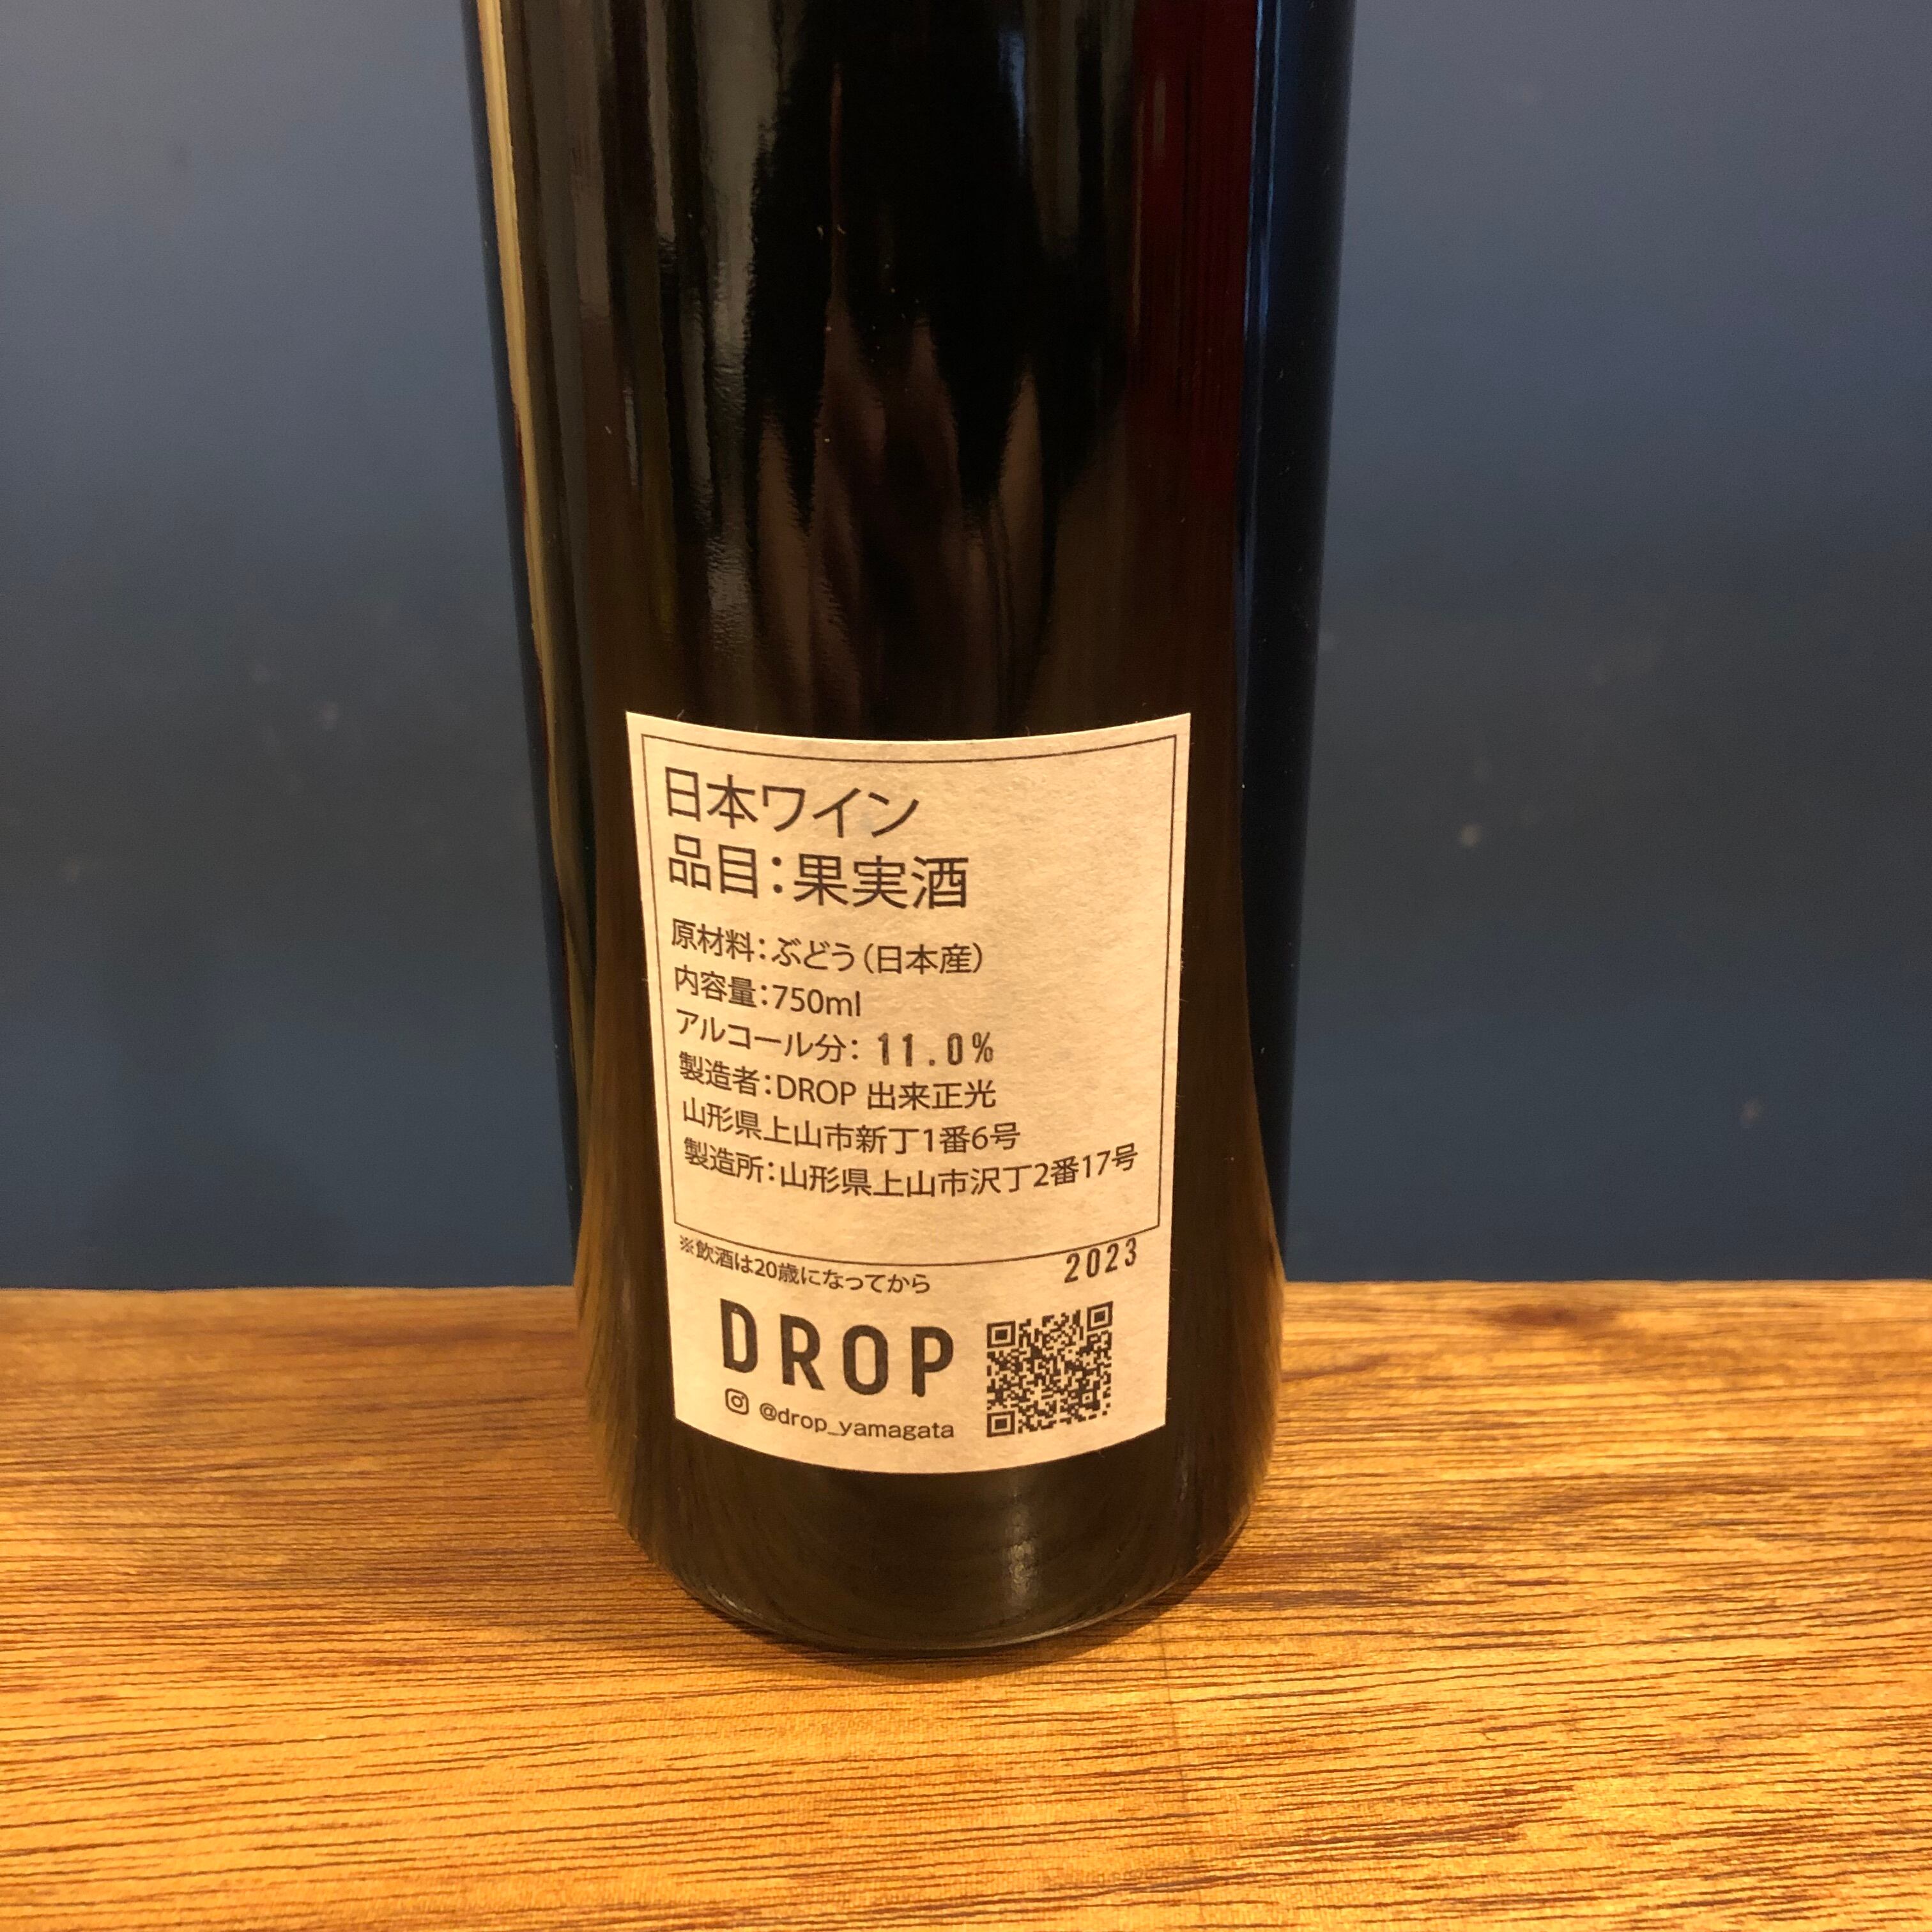 日本ワイン
品目：果実酒
原材料：ぶどう（日本産）
内容量：750ml
アルコール分： 11.0%
製造者：DROP 出来正光
山形県上山市新丁1番6号
製造所：山形県上山市沢丁2番17号
※飲酒は20歳になってから
2023
DROP
@drop_yamagata